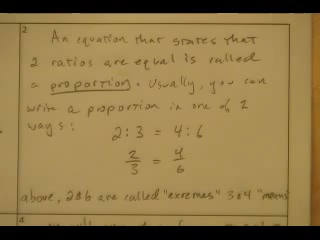 2
An equation that states that
2 ratios are equal is called
a proportion. Usually, you can
write a proportion in one of 2
ways:
2:3 = 4:6
2/3 = 4/6
above, 2&6 are called "extremes" 3&4 "means"
4